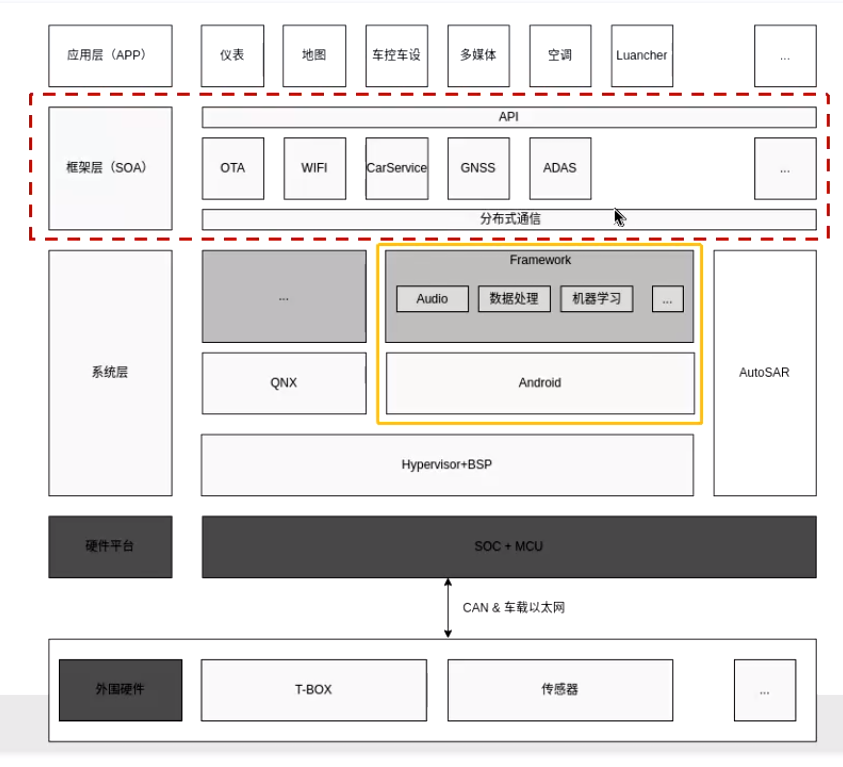 应用层（APP）
仪表
地图
车控车设
多媒体
空调
Luancher
...
框架层（SOA）
API
OTA
WIFI
CarService
GNSS
ADAS
...
分布式通信
系统层
...
Framework
Audio
数据处理
机器学习
...
QNX
Android
AutoSAR
Hypervisor+BSP
硬件平台
SOC + MCU
CAN & 车载以太网
外国硬件
T-BOX
传感器
...